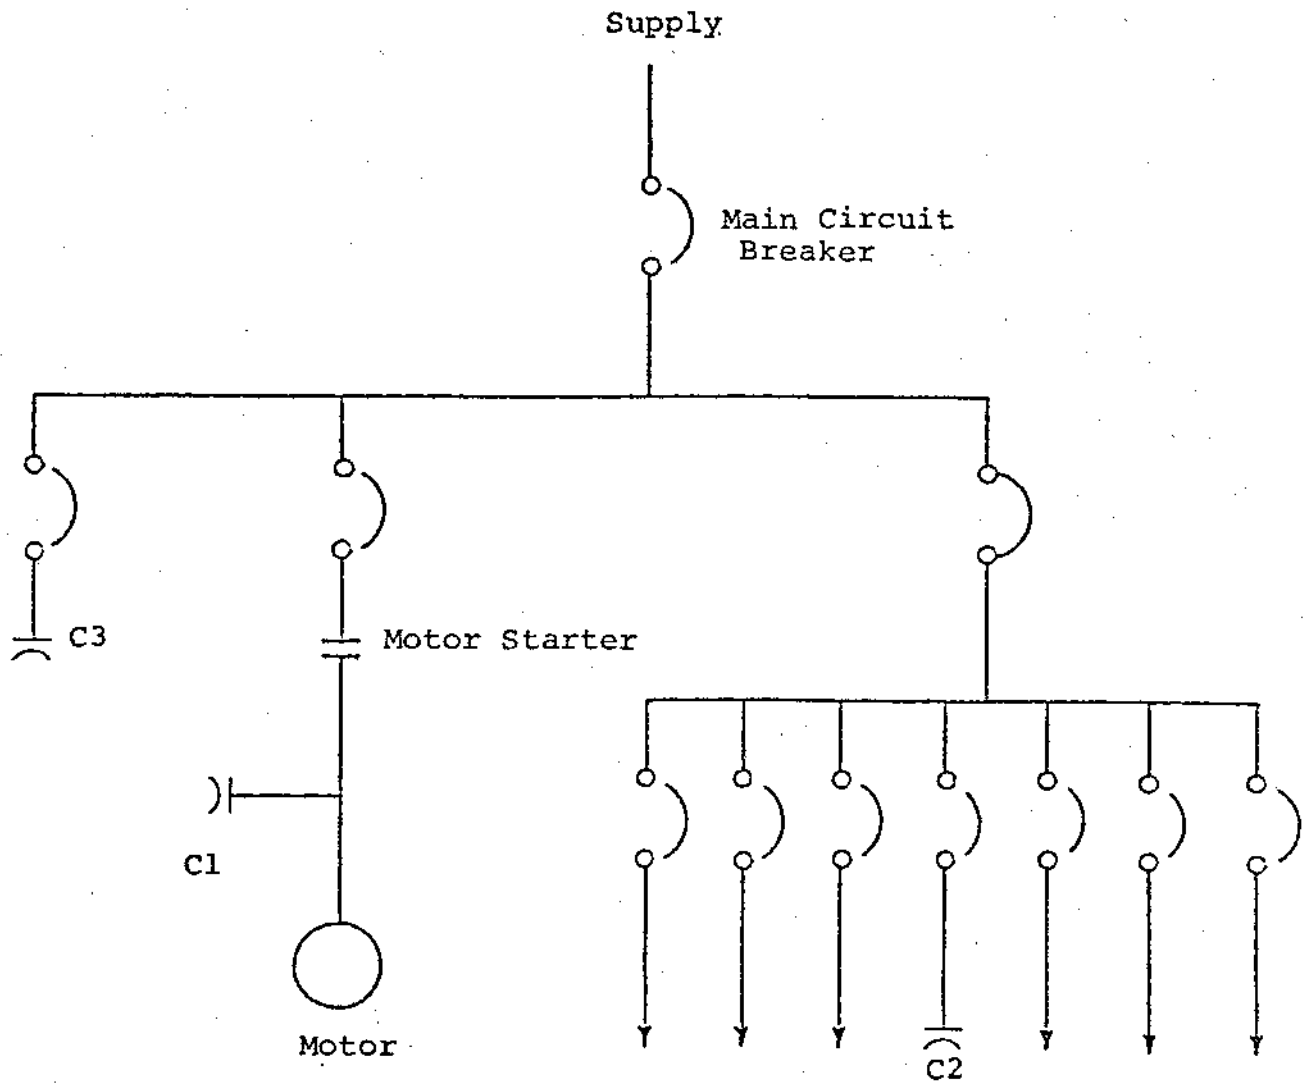 Supply
Main Circuit
Breaker
C3
Motor Starter
C1
Motor
C2